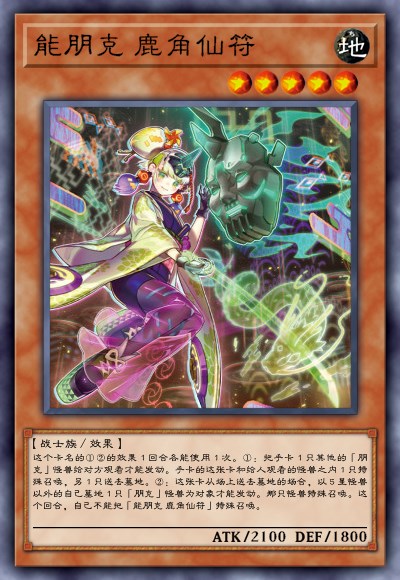 能朋克 鹿角仙符
地
【战士族／效果】
这个卡名的①②的效果1回合各能使用1次。①：把手卡1只其他的「朋
克」怪兽给对方观看才能发动。手卡的这张卡和给人观看的怪兽之内1只特
殊召唤，另1只送去墓地。②：这张卡从场上送去墓地的场合，以5星怪兽
以外的自己墓地1只「朋克」怪兽为对象才能发动。那只怪兽特殊召唤。这
个回合，自己不能把「能朋克 鹿角仙符」特殊召唤。
ATK/2100 DEF/1800